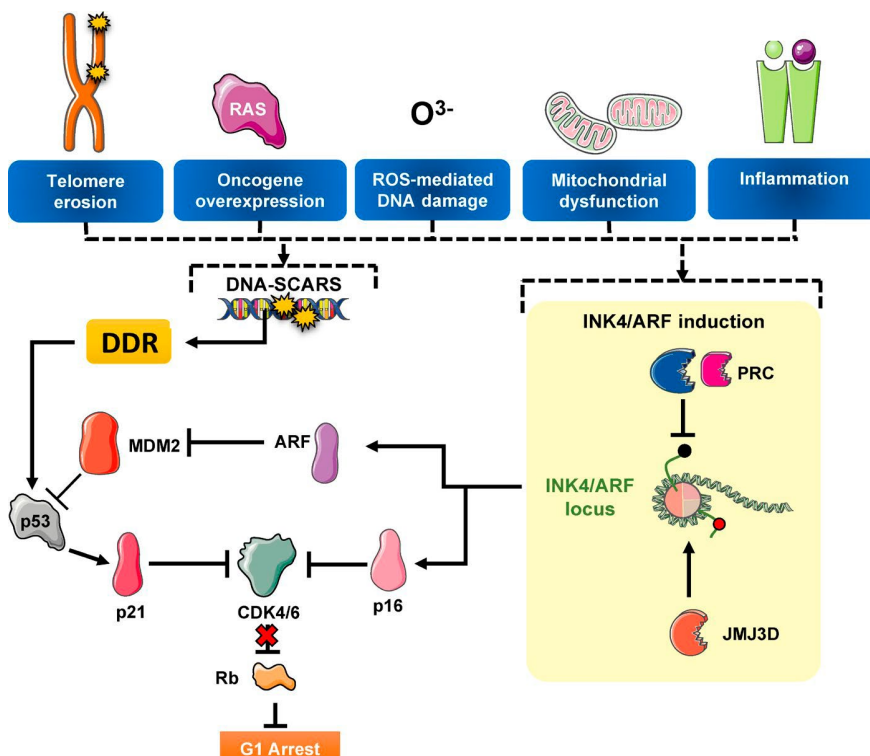 RAS
O³⁻
Telomere
erosion
Oncogene
overexpression
ROS-mediated
DNA damage
Mitochondrial
dysfunction
Inflammation
DNA-SCARS
DDR
INK4/ARF induction
PRC
MDM2
ARF
INK4/ARF
locus
p53
p21
CDK4/6
p16
JMJ3D
Rb
G1 Arrest